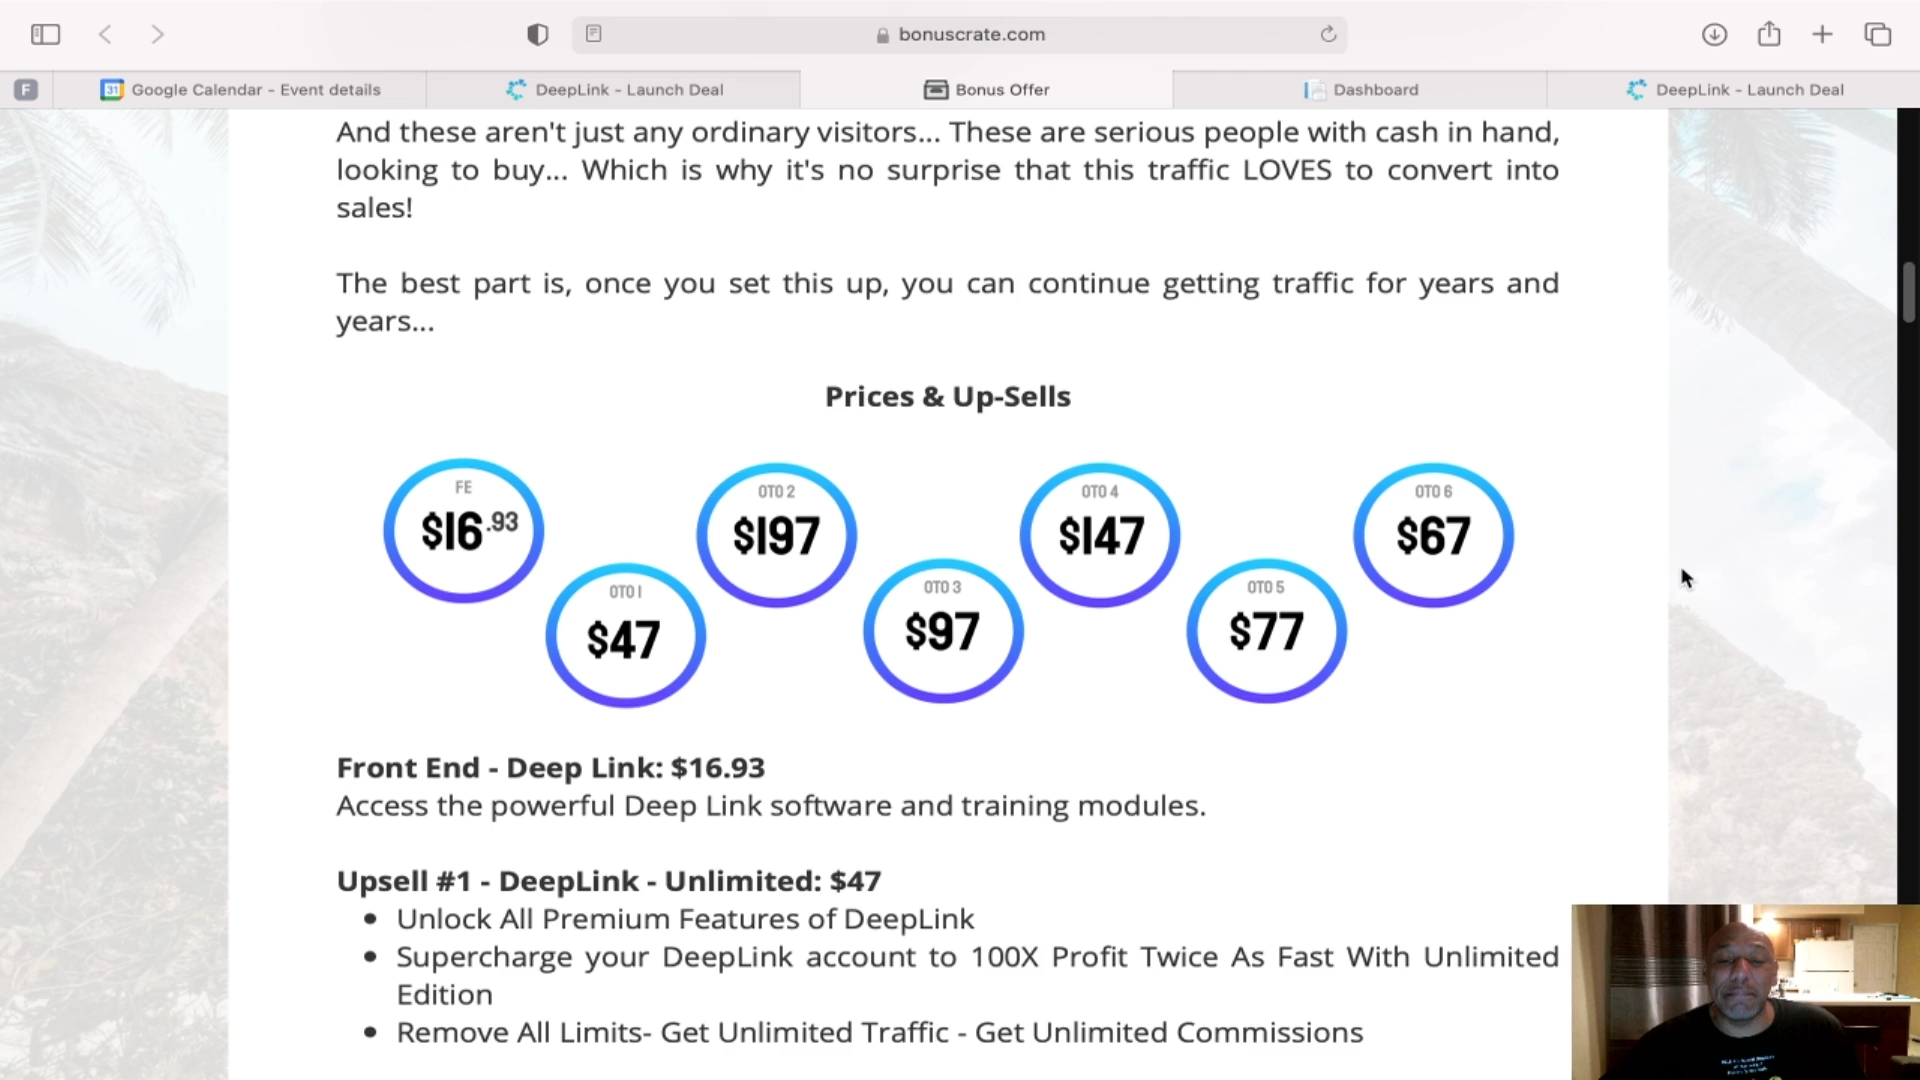 bonuscrate.com
F
31 Google Calendar - Event details
DeepLink - Launch Deal
Bonus Offer
Dashboard
DeepLink - Launch Deal
And these aren't just any ordinary visitors... These are serious people with cash in hand,
looking to buy... Which is why it's no surprise that this traffic LOVES to convert into
sales!
The best part is, once you set this up, you can continue getting traffic for years and
years...
Prices & Up-Sells
FE
$16.93
OTO 1
$47
OTO 2
$197
OTO 3
$97
OTO 4
$147
OTO 5
$77
OTO 6
$67
Front End - Deep Link: $16.93
Access the powerful Deep Link software and training modules.
Upsell #1 - DeepLink - Unlimited: $47
• Unlock All Premium Features of DeepLink
• Supercharge your DeepLink account to 100X Profit Twice As Fast With Unlimited
Edition
• Remove All Limits- Get Unlimited Traffic - Get Unlimited Commissions